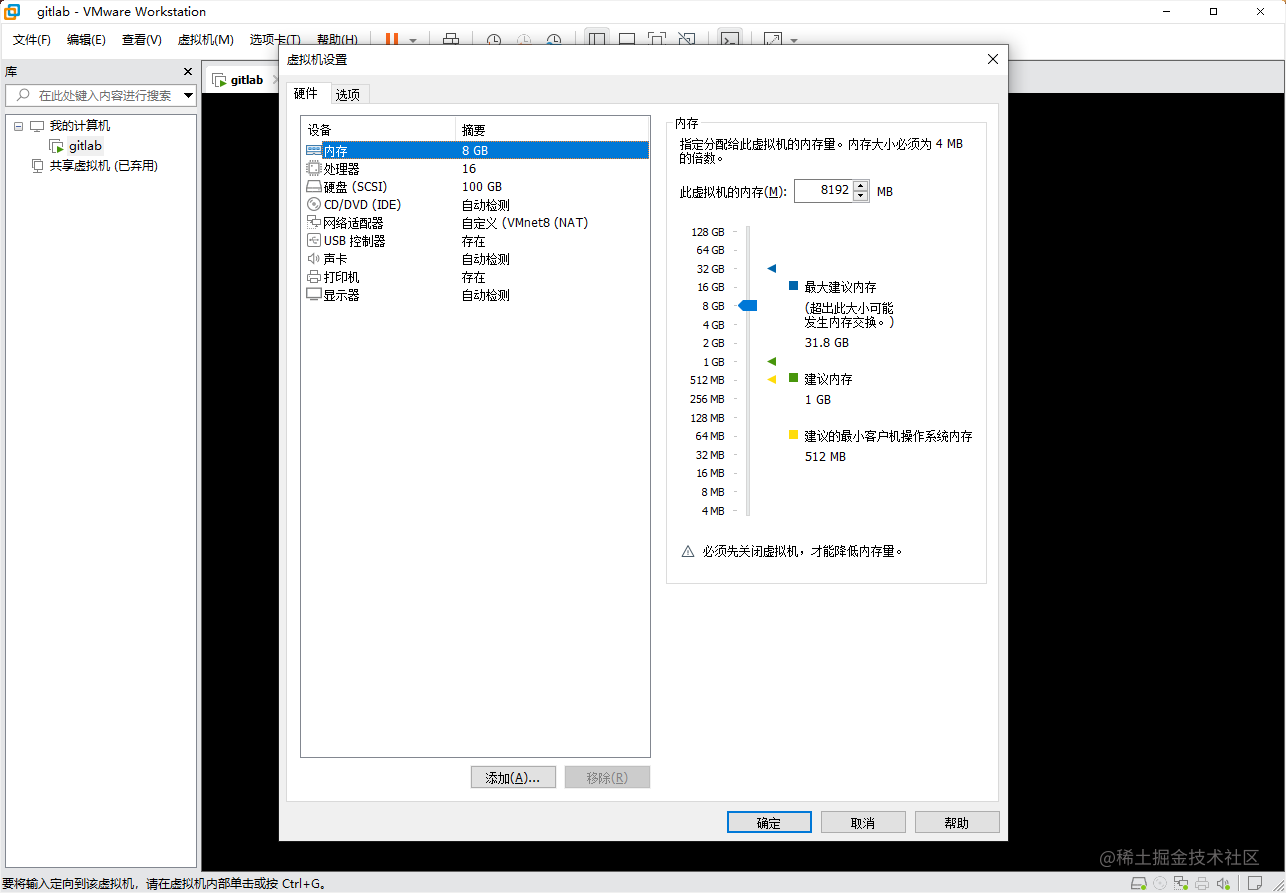 gitlab - VMware Workstation
文件(F) 编辑(E) 查看(V) 虚拟机(M) 选项卡(T) 帮助(H)
库
在此处键入内容进行搜索
我的计算机
gitlab
共享虚拟机 (已弃用)
gitlab
虚拟机设置
硬件 选项
设备 摘要
内存 8 GB
处理器 16
硬盘 (SCSI) 100 GB
CD/DVD (IDE) 自动检测
网络适配器 自定义 (VMnet8 (NAT)
USB 控制器 存在
声卡 自动检测
打印机 存在
显示器 自动检测
添加(A)... 移除(R)
内存
指定分配给此虚拟机的内存量。内存大小必须为 4 MB
的倍数。
此虚拟机的内存(M): 8192 MB
128 GB
64 GB
32 GB
16 GB
8 GB
4 GB
2 GB
1 GB
512 MB
256 MB
128 MB
64 MB
32 MB
16 MB
8 MB
4 MB
最大建议内存
(超出此大小可能
发生内存交换。)
31.8 GB
建议内存
1 GB
建议的最小客户机操作系统内存
512 MB
必须先关闭虚拟机，才能降低内存量。
确定 取消 帮助
@稀土掘金技术社区
要将输入定向到该虚拟机，请在虚拟机内部单击或按 Ctrl+G。